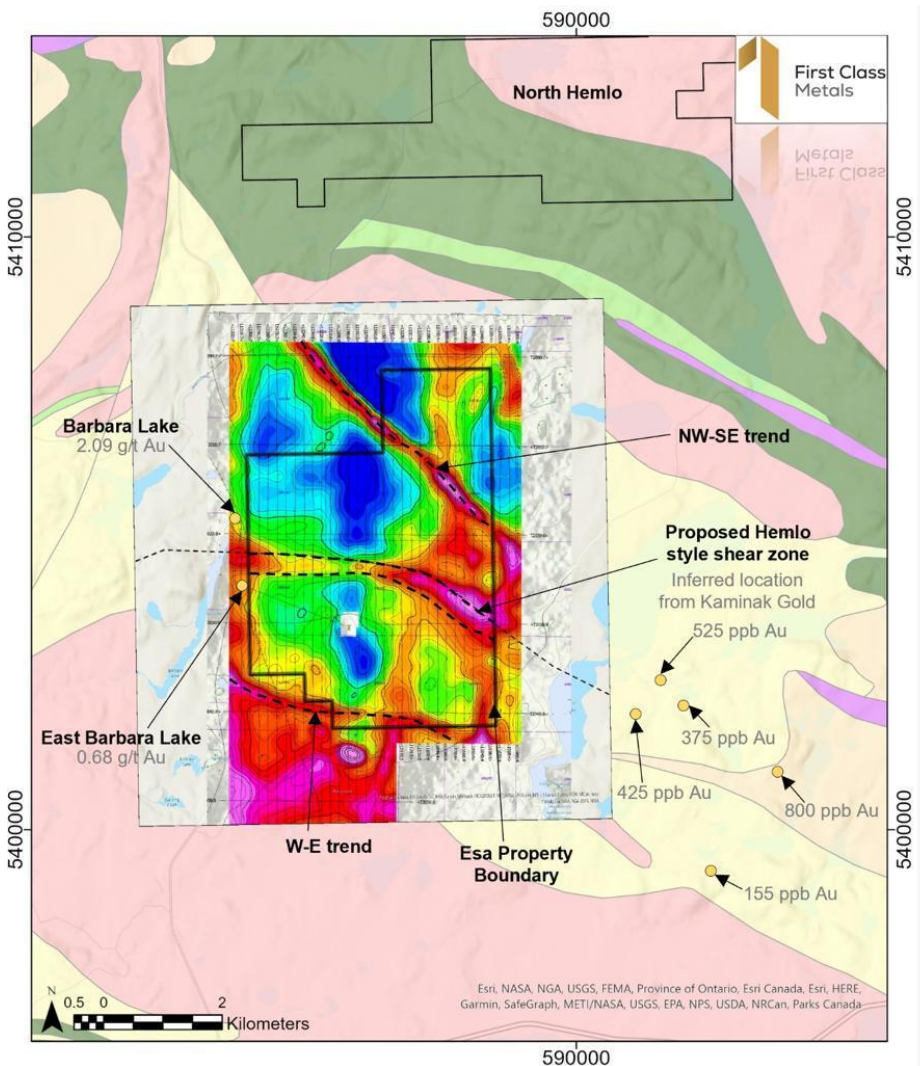 590000
First Class
Metals
North Hemlo
5410000
5410000
Barbara Lake
2.09 g/t Au
NW-SE trend
Proposed Hemlo
style shear zone
Inferred location
from Kaminak Gold
525 ppb Au
East Barbara Lake
0.68 g/t Au
375 ppb Au
425 ppb Au
800 ppb Au
5400000
5400000
W-E trend
Esa Property
Boundary
155 ppb Au
Esri, NASA, NGA, USGS, FEMA, Province of Ontario, Esri Canada, Esri, HERE,
Garmin, SafeGraph, METI/NASA, USGS, EPA, NPS, USDA, NRCan, Parks Canada
N
0.5 0 2
Kilometers
590000